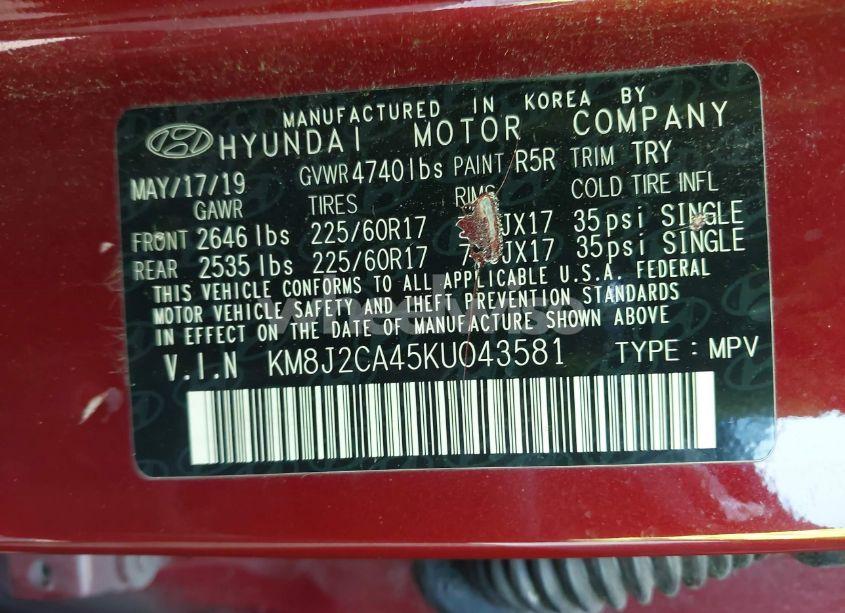 MANUFACTURED IN KOREA BY
HYUNDAI MOTOR COMPANY
MAY/17/19 GVWR 4740lbs PAINT R5R TRIM TRY
GAWR TIRES RIMS COLD TIRE INFL
FRONT 2646 lbs 225/60R17 JX17 35psi SINGLE
REAR 2535 lbs 225/60R17 JX17 35psi SINGLE
THIS VEHICLE CONFORMS TO ALL APPLICABLE U.S.A. FEDERAL
MOTOR VEHICLE SAFETY AND THEFT PREVENTION STANDARDS
IN EFFECT ON THE DATE OF MANUFACTURE SHOWN ABOVE
V.I.N KM8J2CA45KU043581 TYPE : MPV